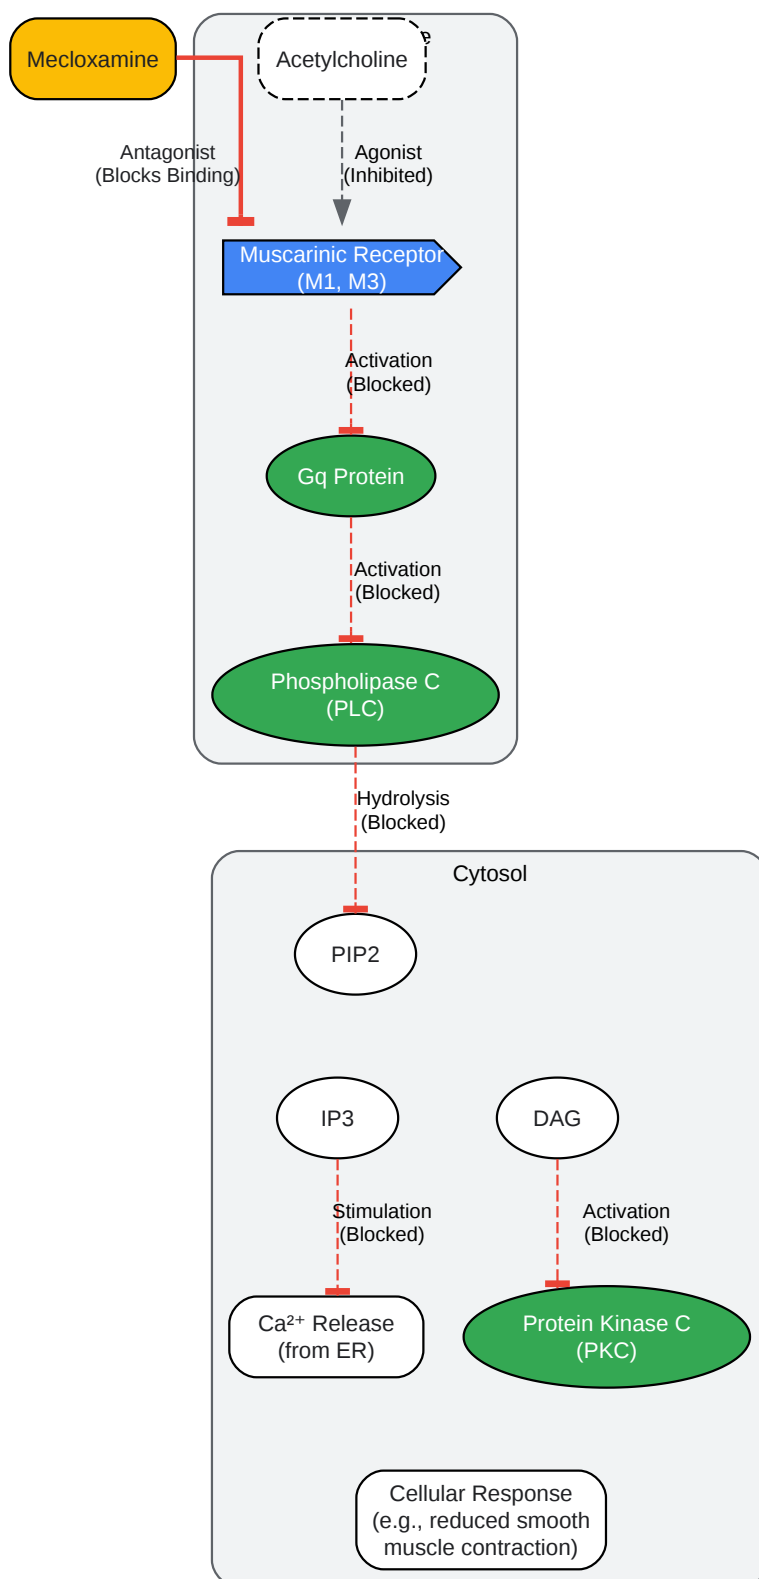 Mecloxamine
Acetylcholine
Antagonist
(Blocks Binding)
Agonist
(Inhibited)
Muscarinic Receptor
(M1, M3)
Activation
(Blocked)
Gq Protein
Activation
(Blocked)
Phospholipase C
(PLC)
Hydrolysis
(Blocked)
Cytosol
PIP2
IP3
DAG
Stimulation
(Blocked)
Activation
(Blocked)
Ca²⁺ Release
(from ER)
Protein Kinase C
(PKC)
Cellular Response
(e.g., reduced smooth
muscle contraction)